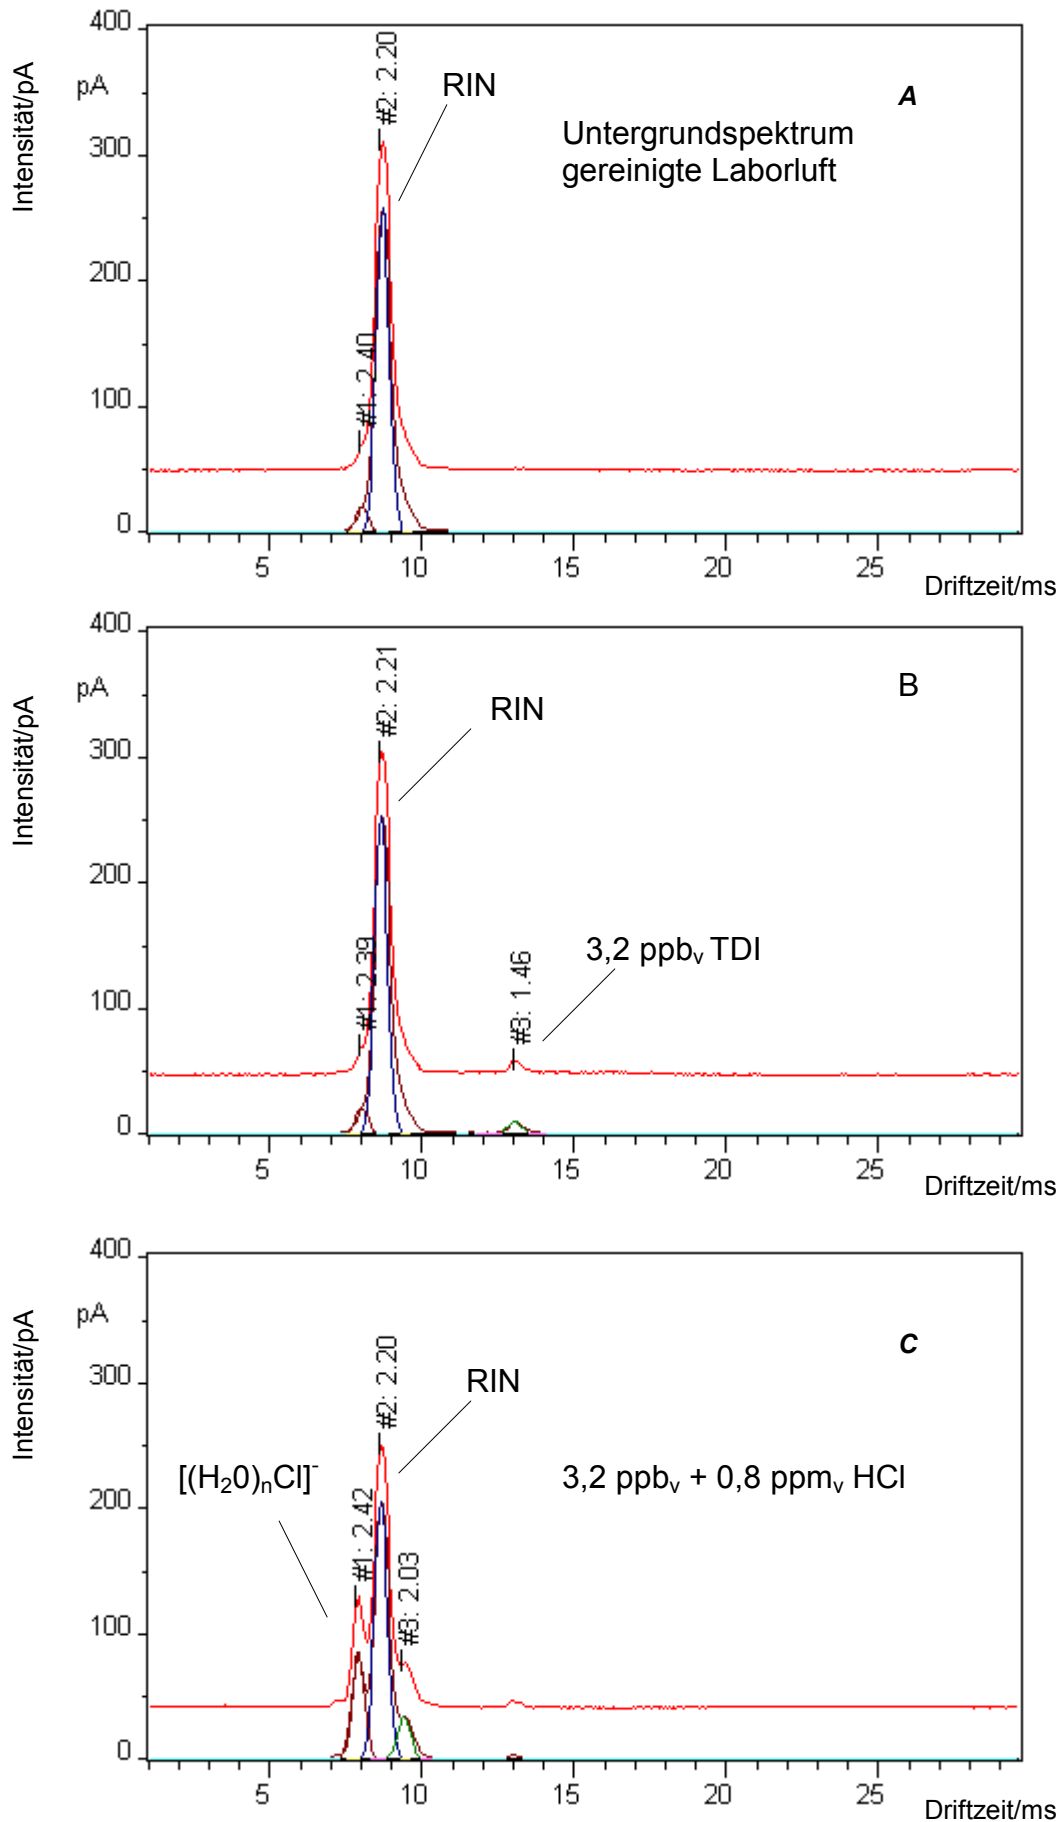 400
pA
Intensität/pA
#2: 2.20
RIN
A
Untergrundspektrum
gereinigte Laborluft
300
200
#1: 2.40
100
0
5 10 15 20 25
Driftzeit/ms
400
pA
Intensität/pA
#2: 2.21
RIN
B
300
200
#1: 2.39
3,2 ppbv TDI
#3: 1.46
100
0
5 10 15 20 25
Driftzeit/ms
400
pA
Intensität/pA
#2: 2.20
RIN
C
300
[(H20)nCl]-
3,2 ppbv + 0,8 ppmv HCl
#1: 2.42
200
#3: 2.03
100
0
5 10 15 20 25
Driftzeit/ms